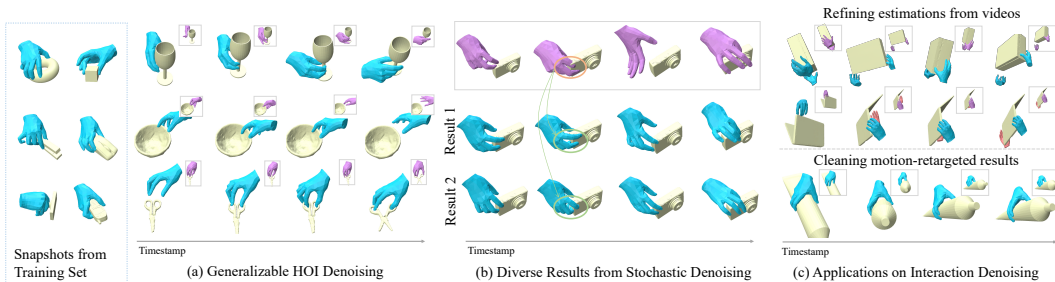 Snapshots from
Training Set
Timestamp
(a) Generalizable HOI Denoising
Result 1
Result 2
Timestamp
(b) Diverse Results from Stochastic Denoising
Refining estimations from videos
Cleaning motion-retargeted results
Timestamp
(c) Applications on Interaction Denoising